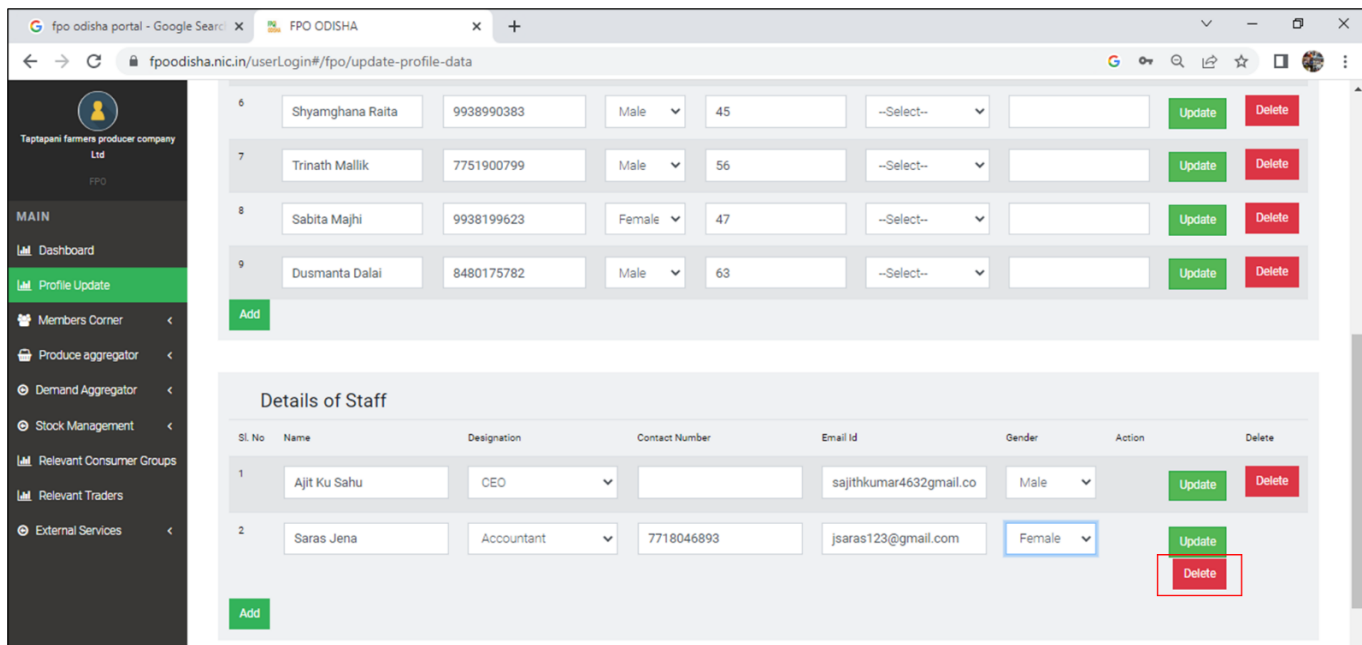 fpo odisha portal - Google Searc
FPO ODISHA
fpoodisha.nic.in/userLogin#/fpo/update-profile-data
Taptapani farmers producer company
Ltd
FPO
MAIN
Dashboard
Profile Update
Members Corner
Produce aggregator
Demand Aggregator
Stock Management
Relevant Consumer Groups
Relevant Traders
External Services
6 Shyamghana Raita 9938990383 Male 45 --Select-- Update Delete
7 Trinath Mallik 7751900799 Male 56 --Select-- Update Delete
8 Sabita Majhi 9938199623 Female 47 --Select-- Update Delete
9 Dusmanta Dalai 8480175782 Male 63 --Select-- Update Delete
Add
Details of Staff
Sl. No Name Designation Contact Number Email Id Gender Action Delete
1 Ajit Ku Sahu CEO sajithkumar4632gmail.co Male Update Delete
2 Saras Jena Accountant 7718046893 jsaras123@gmail.com Female Update
Delete
Add